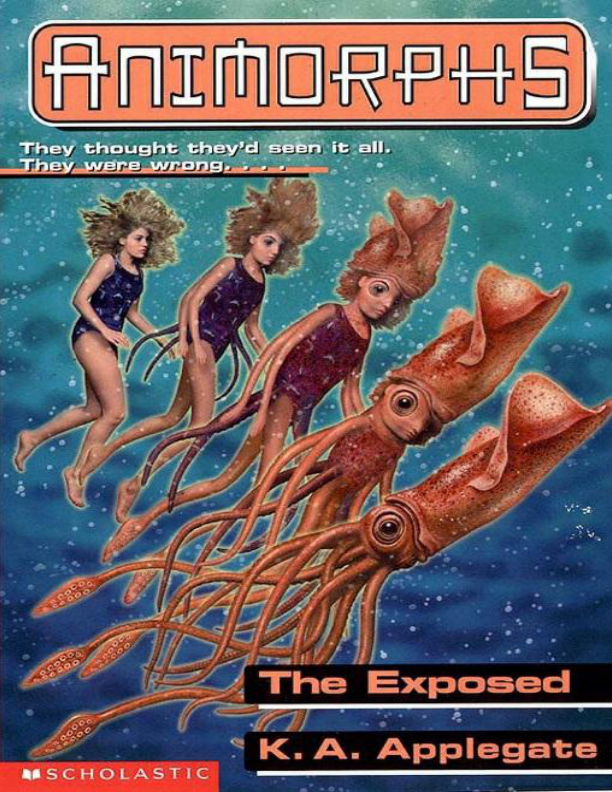 ANIMORPHS
They thought they'd seen it all.
They were wrong. . . .
The Exposed
K. A. Applegate
SCHOLASTIC